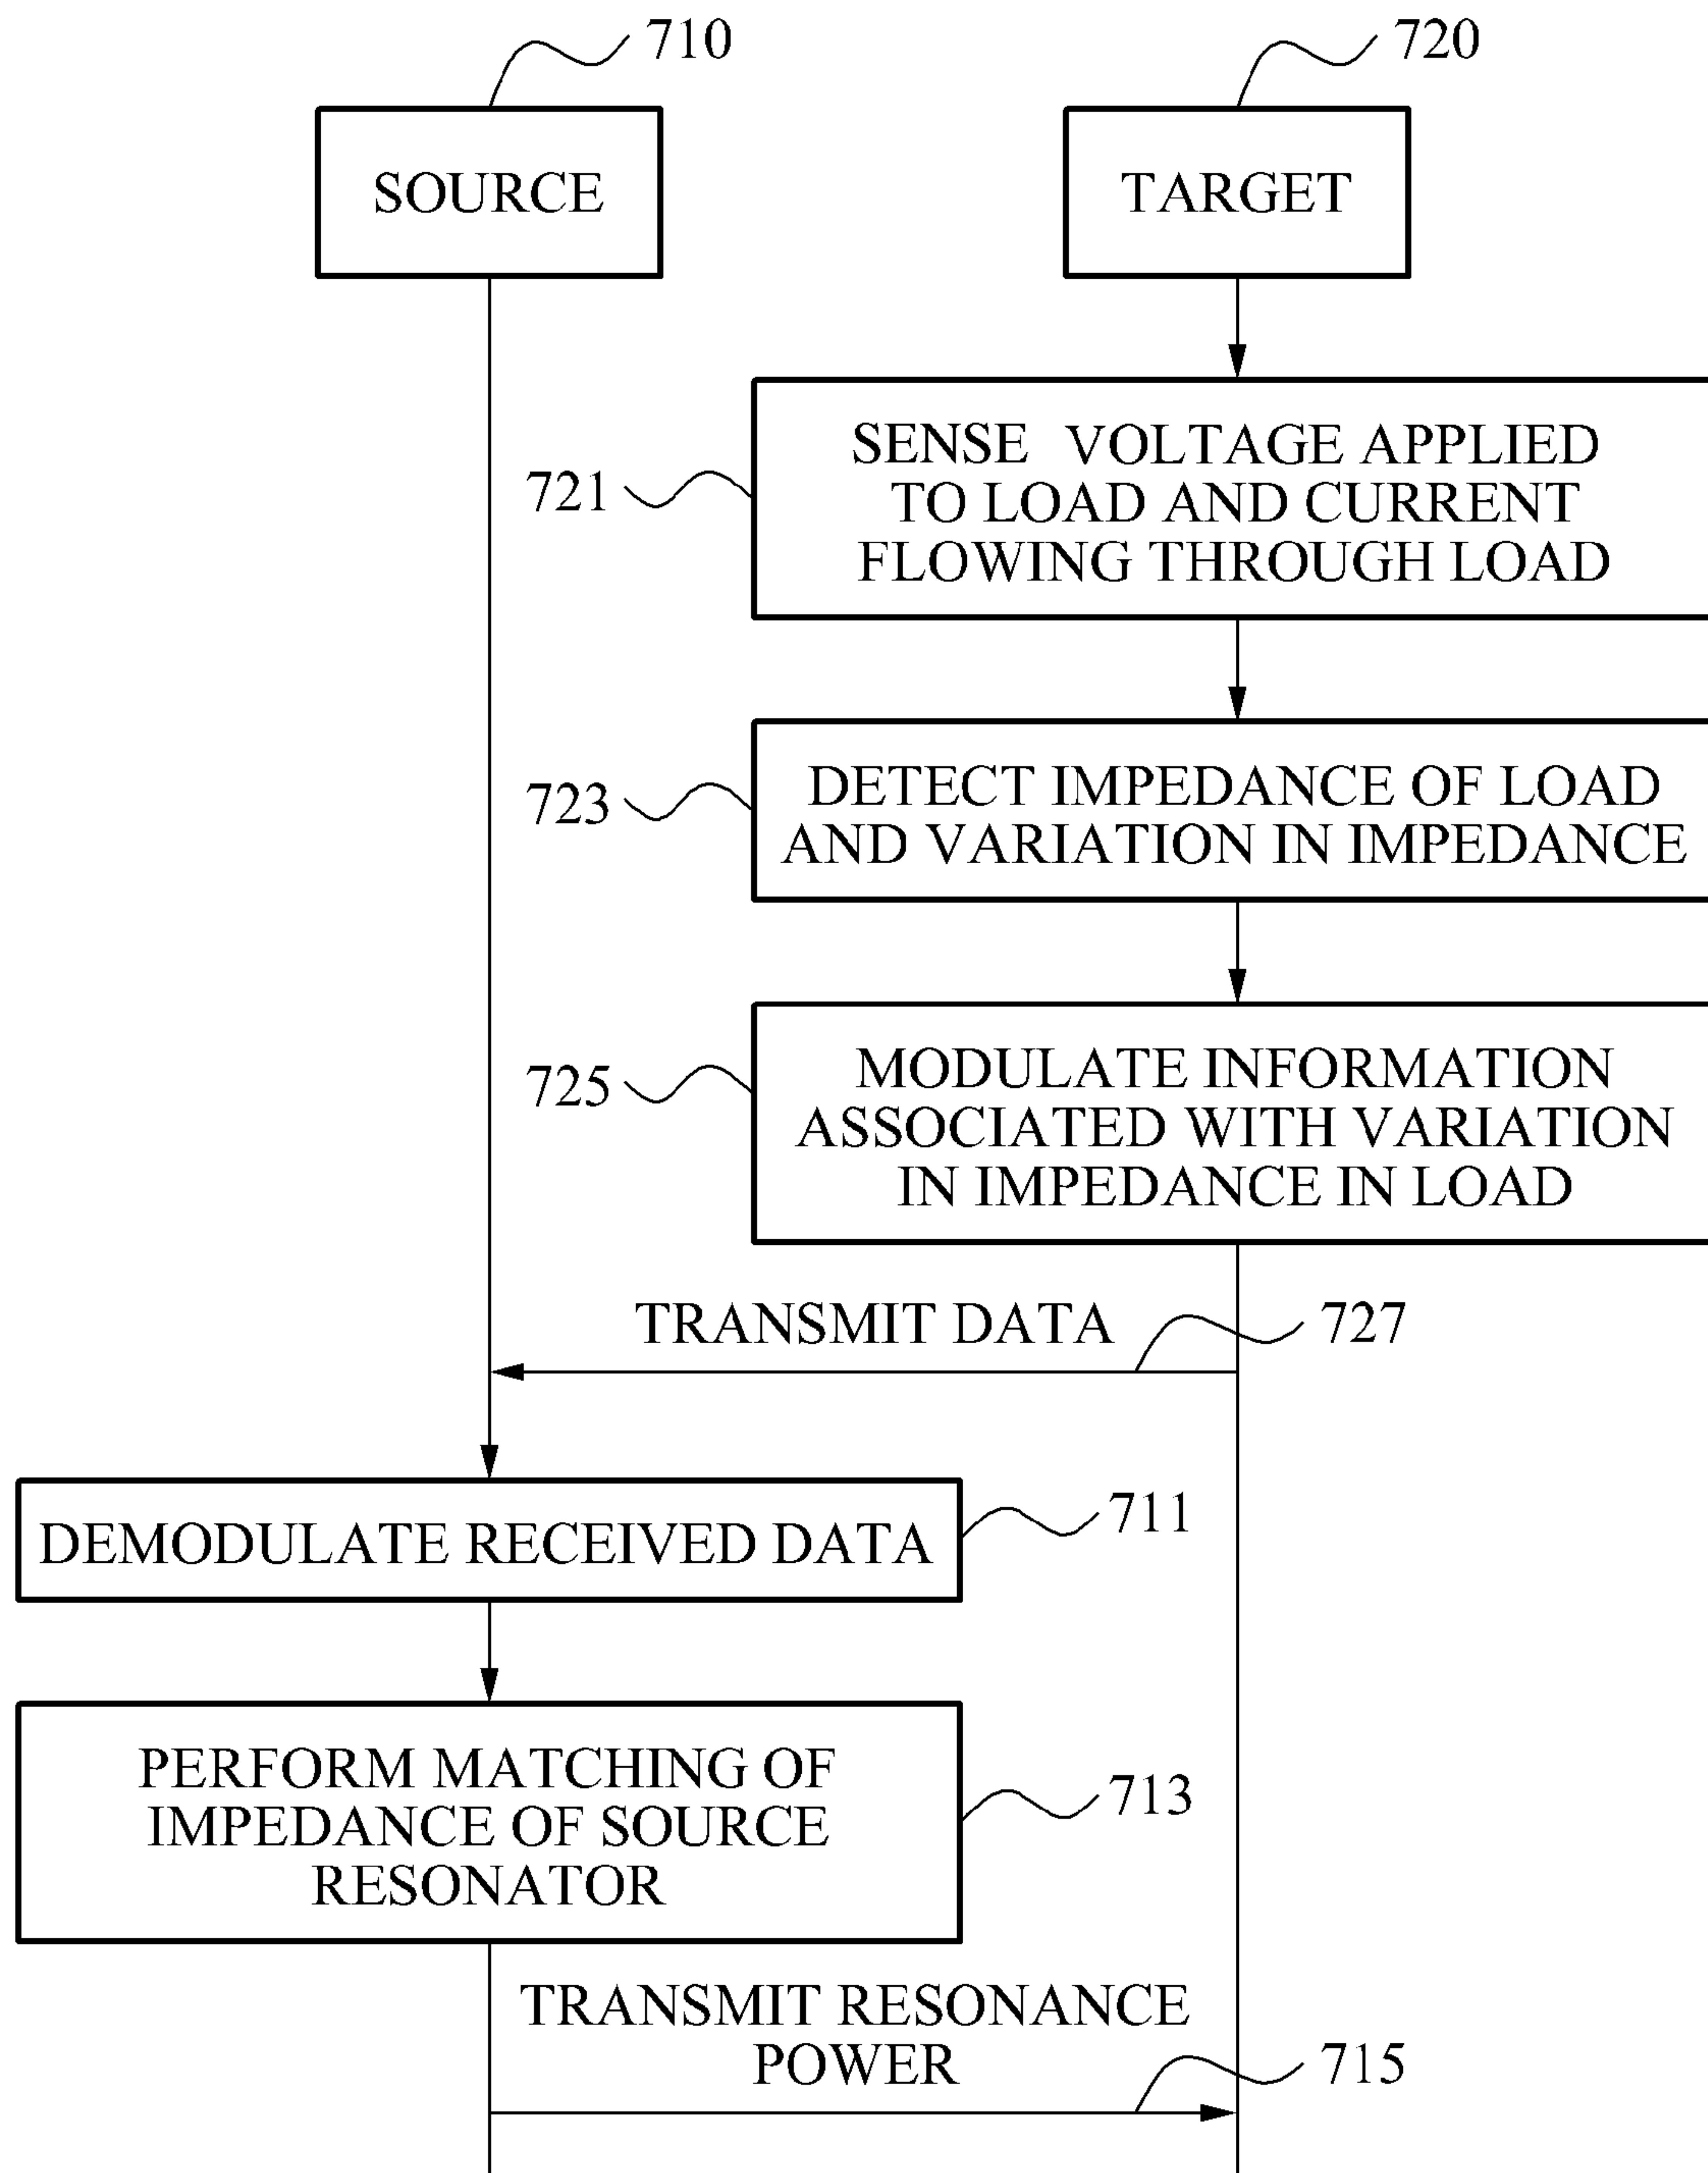 710
720
SOURCE
TARGET
721
SENSE VOLTAGE APPLIED
TO LOAD AND CURRENT
FLOWING THROUGH LOAD
723
DETECT IMPEDANCE OF LOAD
AND VARIATION IN IMPEDANCE
725
MODULATE INFORMATION
ASSOCIATED WITH VARIATION
IN IMPEDANCE IN LOAD
TRANSMIT DATA
727
DEMODULATE RECEIVED DATA
711
PERFORM MATCHING OF
IMPEDANCE OF SOURCE
RESONATOR
713
TRANSMIT RESONANCE
POWER
715